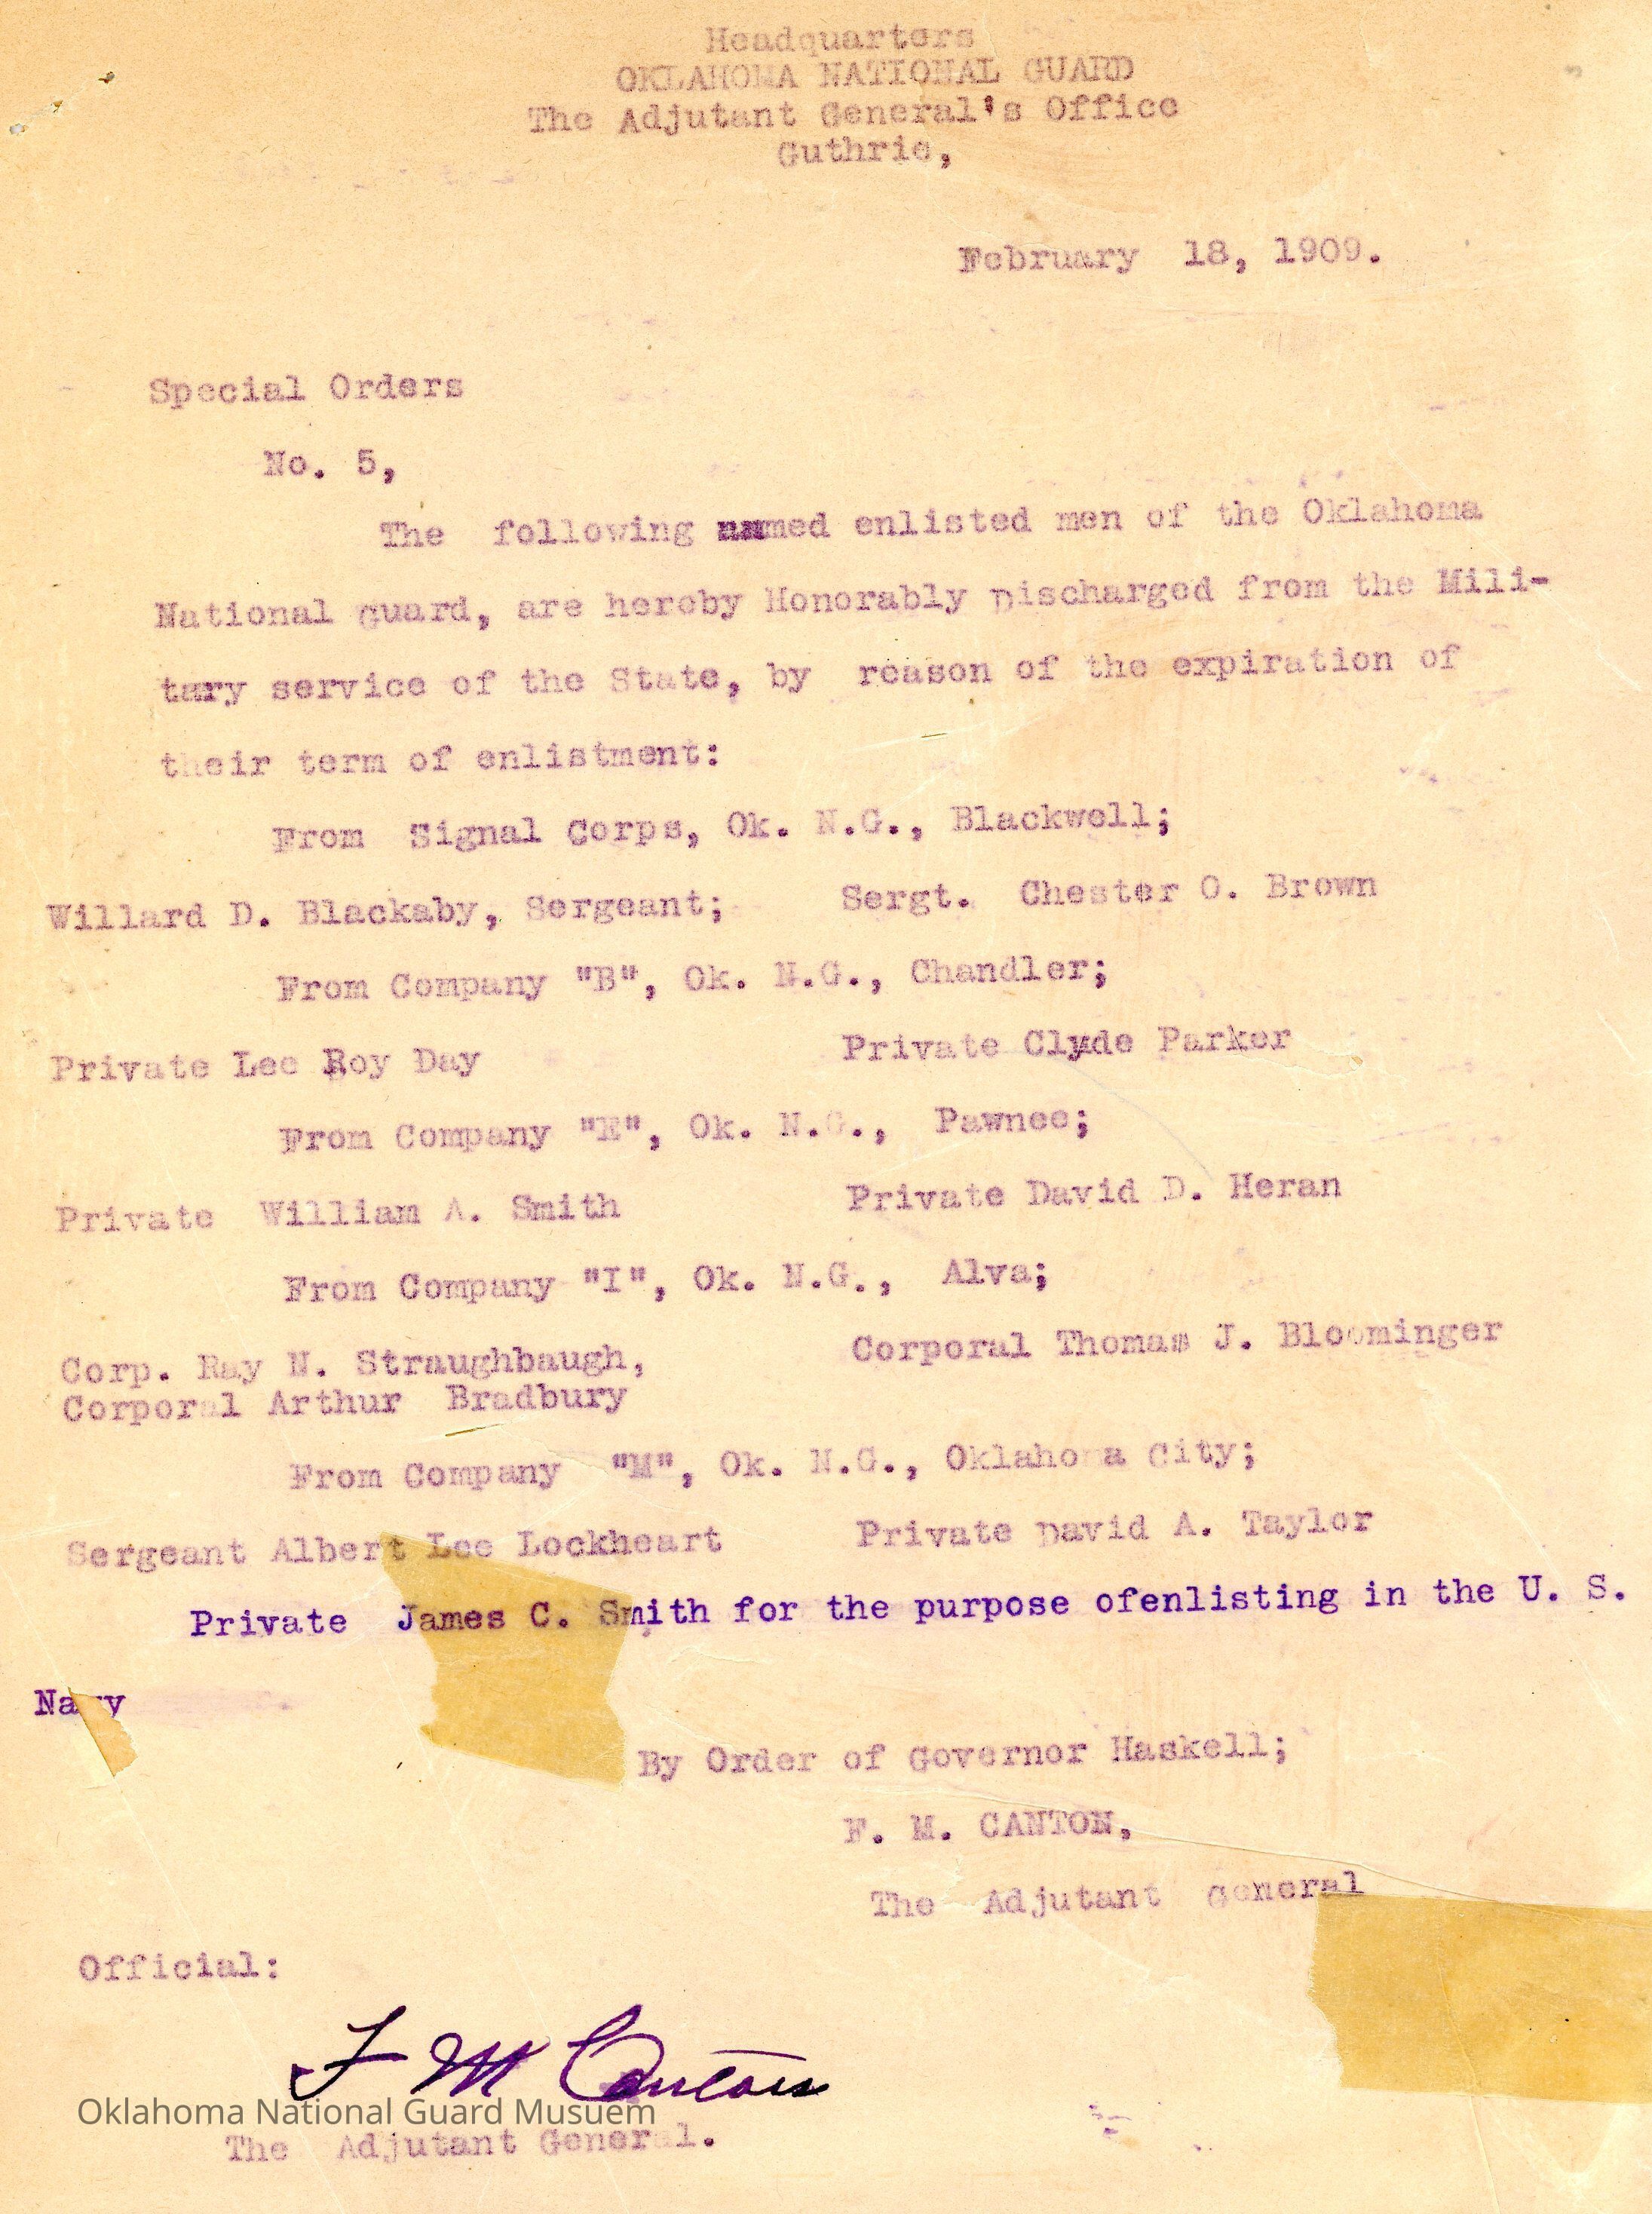 Headquarters
OKLAHOMA NATIONAL GUARD
The Adjutant General's Office
Guthrie,
February 18, 1909.
Special Orders
No. 5,
The following named enlisted men of the Oklahoma
National Guard, are hereby Honorably Discharged from the Mili-
tary service of the State, by reason of the expiration of
their term of enlistment:
From Signal Corps, Ok. N.G., Blackwell;
Willard D. Blackaby, Sergeant; Sergt. Chester O. Brown
From Company "B", Ok. N.G., Chandler;
Private Lee Roy Day Private Clyde Parker
From Company "E", Ok. N.G., Pawnee;
Private William A. Smith Private David D. Heran
From Company "I", Ok. N.G., Alva;
Corp. Ray N. Straughbaugh, Corporal Thomas J. Bloominger
Corporal Arthur Bradbury
From Company "M", Ok. N.G., Oklahoma City;
Sergeant Albert Lee Lockheart Private David A. Taylor
Private James C. Smith for the purpose ofenlisting in the U. S.
Navy
By Order of Governor Haskell;
F. M. CANTON,
The Adjutant General
Official:
F M Canton
Oklahoma National Guard Musuem
The Adjutant General.